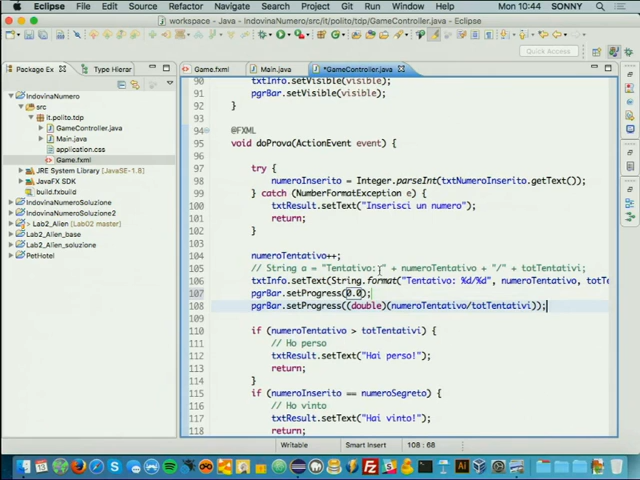 Eclipse File Edit Source Refactor Navigate Search Project Git Run Window Help Mon 10:44 SONNY
workspace - Java - IndovinaNumero/src/it/polito/tdp/GameController.java - Eclipse
Quick Access
Package Ex Type Hierar Game.fxml Main.java *GameController.java
IndovinaNumero
src
it.polito.tdp
GameController.java
Main.java
application.css
Game.fxml
JRE System Library [JavaSE-1.8]
JavaFX SDK
build.fxbuild
IndovinaNumeroSoluzione
IndovinaNumeroSoluzione2
Lab2_Alien [Lab02 master]
Lab2_Alien_base
Lab2_Alien_soluzione
PetHotel
90 txtInfo.setVisible(visible);
91 pgrBar.setVisible(visible);
92 }
93
94 @FXML
95 void doProva(ActionEvent event) {
96
97 try {
98 numeroInserito = Integer.parseInt(txtNumeroInserito.getText());
99 } catch (NumberFormatException e) {
100 txtResult.setText("Inserisci un numero");
101 return;
102 }
103
104 numeroTentativo++;
105 // String a = "Tentativo: " + numeroTentativo + "/" + totTentativi;
106 txtInfo.setText(String.format("Tentativo: %d/%d", numeroTentativo, totTe
107 pgrBar.setProgress(0.0);
108 pgrBar.setProgress((double)(numeroTentativo/totTentativi));
109
110 if (numeroTentativo > totTentativi) {
111 // Ho perso
112 txtResult.setText("Hai perso!");
113 return;
114 }
115 if (numeroInserito == numeroSegreto) {
116 // Ho vinto
117 txtResult.setText("Hai vinto!");
118 return;
Writable Smart Insert 108 : 68